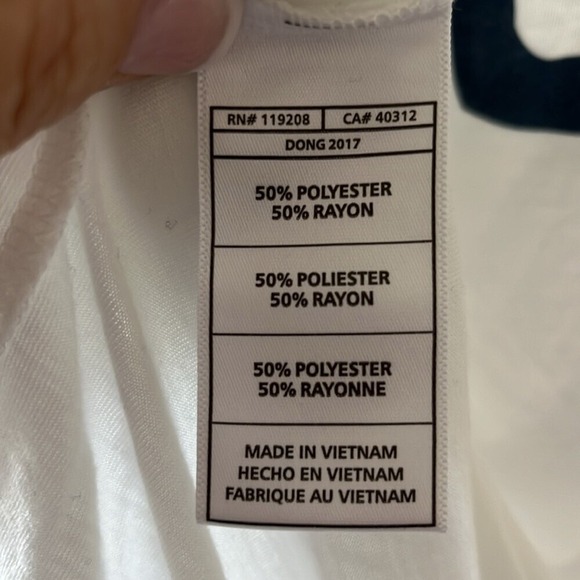 RN# 119208 CA# 40312
DONG 2017
50% POLYESTER
50% RAYON
50% POLIESTER
50% RAYON
50% POLYESTER
50% RAYONNE
MADE IN VIETNAM
HECHO EN VIETNAM
FABRIQUE AU VIETNAM